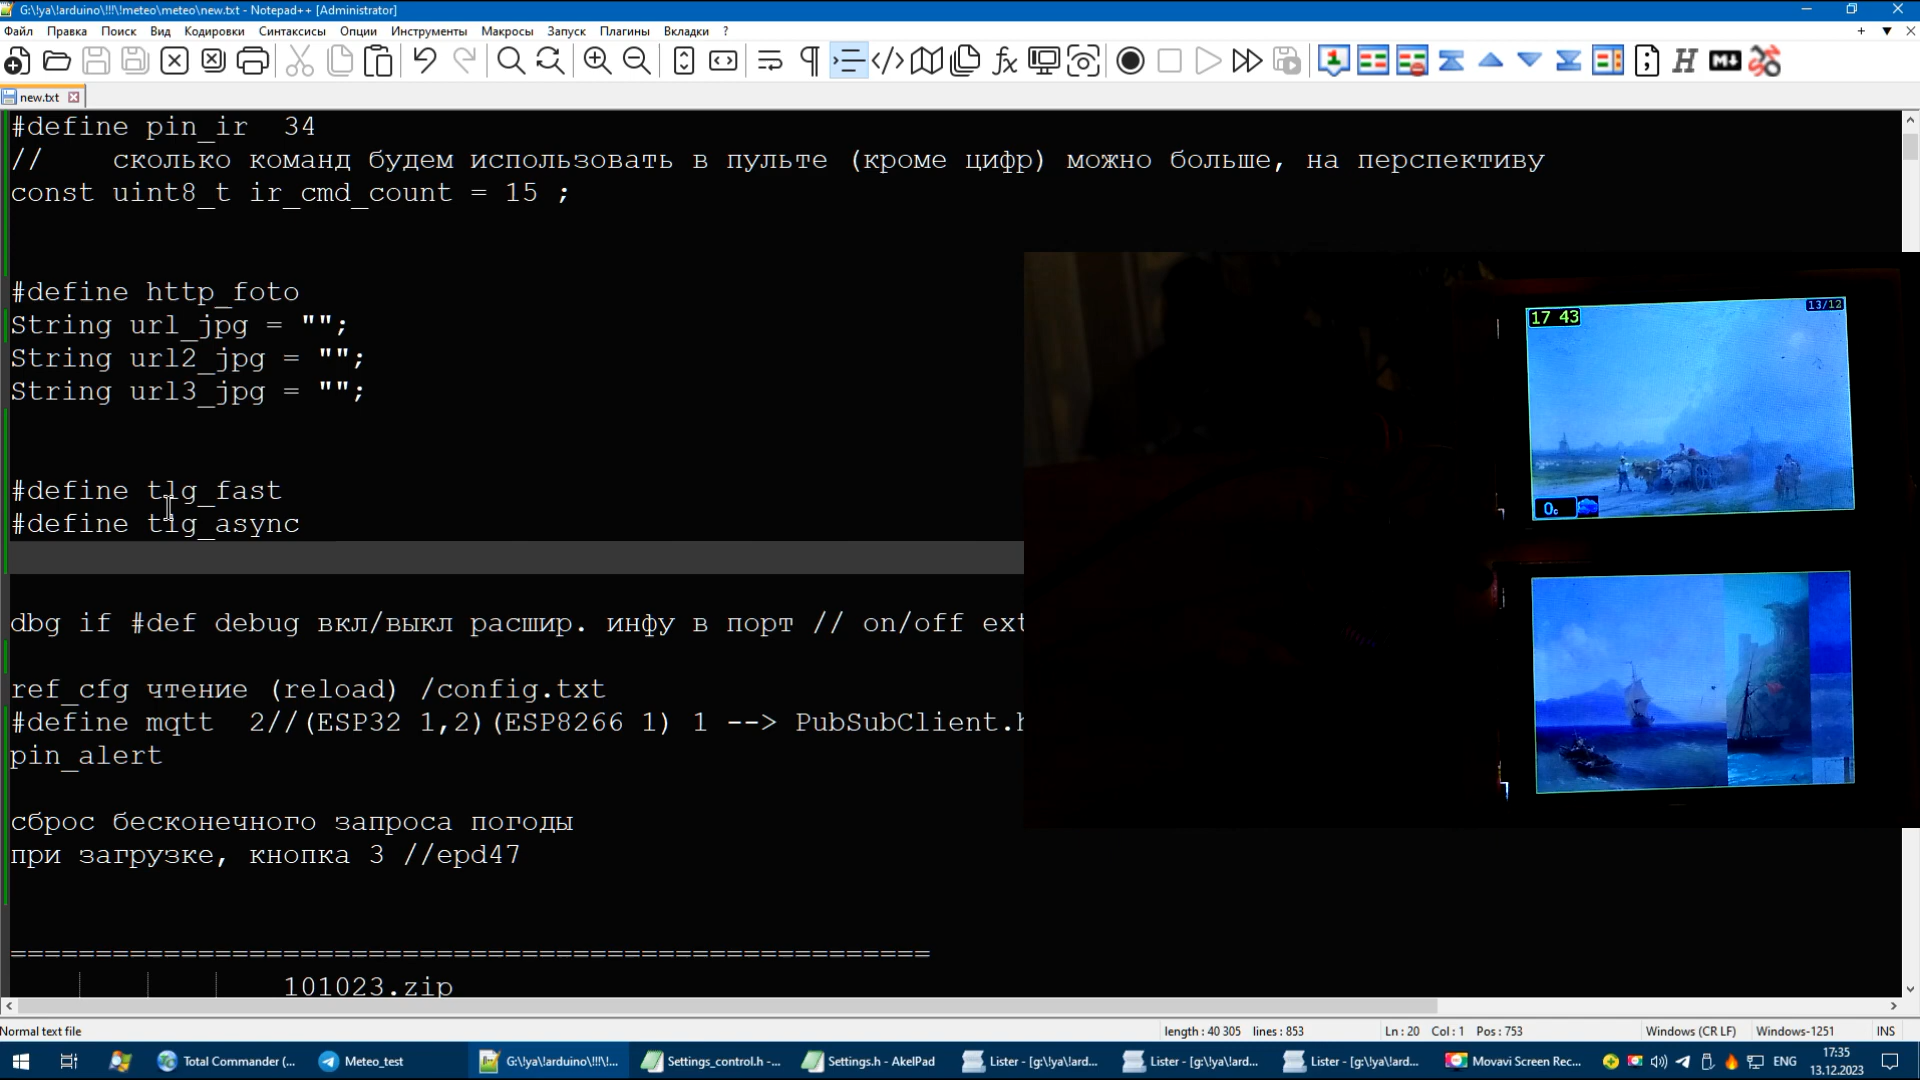 G:\!ya\!arduino\!!!\!meteo\meteo\new.txt - Notepad++ [Administrator]
Файл Правка Поиск Вид Кодировки Синтаксисы Опции Инструменты Макросы Запуск Плагины Вкладки ?
new.txt
#define pin_ir  34
//    сколько команд будем использовать в пульте (кроме цифр) можно больше, на перспективу
const uint8_t ir_cmd_count = 15 ;
#define http_foto
String url_jpg = "";
String url2_jpg = "";
String url3_jpg = "";
#define tlg_fast
#define tlg_async
dbg if #def debug вкл/выкл расшир. инфу в порт // on/off ext
ref_cfg чтение (reload) /config.txt
#define mqtt  2//(ESP32 1,2)(ESP8266 1) 1 --> PubSubClient.h
pin_alert
сброс бесконечного запроса погоды
при загрузке, кнопка 3 //epd47
=======================================================
101023.zip
17 43
13/12
0c
Normal text file
length : 40 305 lines : 853
Ln : 20 Col : 1 Pos : 753
Windows (CR LF)
Windows-1251
INS
Total Commander (...
Meteo_test
G:\!ya\!arduino\!!!\!...
Settings_control.h -...
Settings.h - AkelPad
Lister - [g:\!ya\!ard...
Lister - [g:\!ya\!ard...
Lister - [g:\!ya\!ard...
Movavi Screen Rec...
ENG
17:35
13.12.2023